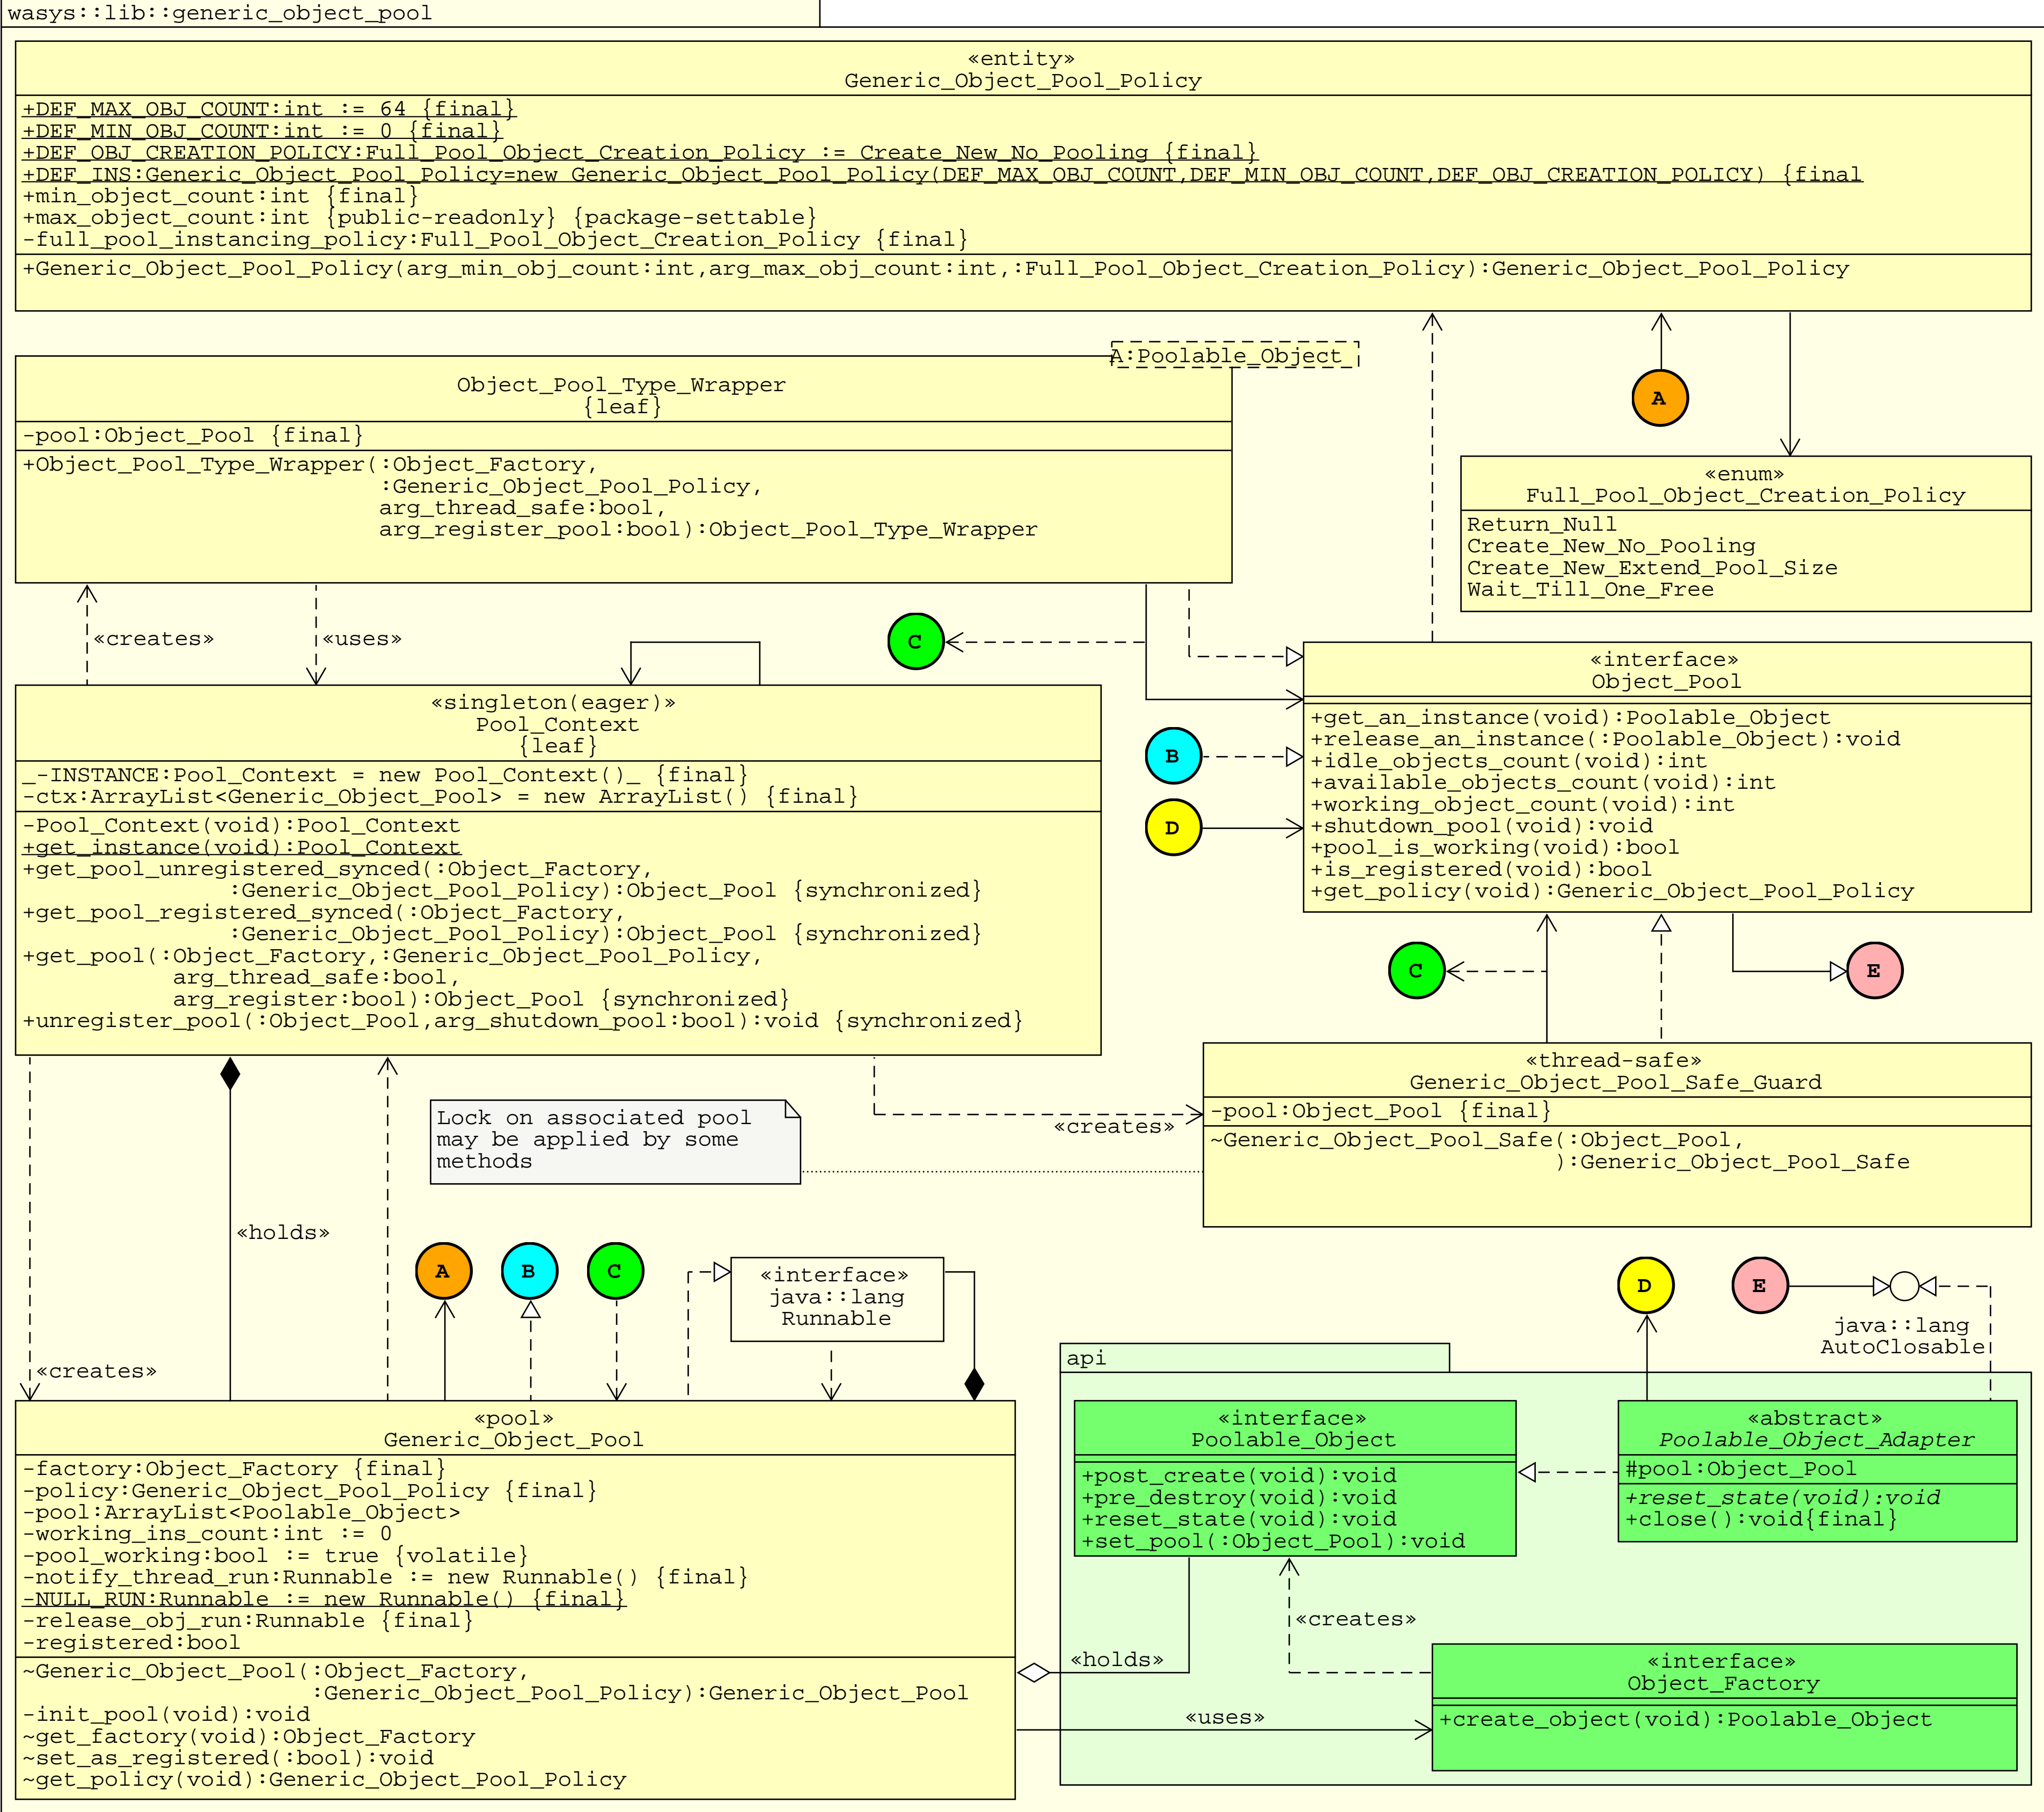 wasys::lib::generic_object_pool
«entity»
Generic_Object_Pool_Policy
+DEF_MAX_OBJ_COUNT:int := 64 {final}
+DEF_MIN_OBJ_COUNT:int := 0 {final}
+DEF_OBJ_CREATION_POLICY:Full_Pool_Object_Creation_Policy := Create_New_No_Pooling {final}
+DEF_INS:Generic_Object_Pool_Policy=new Generic_Object_Pool_Policy(DEF_MAX_OBJ_COUNT,DEF_MIN_OBJ_COUNT,DEF_OBJ_CREATION_POLICY) {final
+min_object_count:int {final}
+max_object_count:int {public-readonly} {package-settable}
-full_pool_instancing_policy:Full_Pool_Object_Creation_Policy {final}
+Generic_Object_Pool_Policy(arg_min_obj_count:int,arg_max_obj_count:int,:Full_Pool_Object_Creation_Policy):Generic_Object_Pool_Policy
A:Poolable_Object
Object_Pool_Type_Wrapper
{leaf}
-pool:Object_Pool {final}
+Object_Pool_Type_Wrapper(:Object_Factory,
:Generic_Object_Pool_Policy,
arg_thread_safe:bool,
arg_register_pool:bool):Object_Pool_Type_Wrapper
A
«enum»
Full_Pool_Object_Creation_Policy
Return_Null
Create_New_No_Pooling
Create_New_Extend_Pool_Size
Wait_Till_One_Free
«creates»
«uses»
C
«singleton(eager)»
Pool_Context
{leaf}
_-INSTANCE:Pool_Context = new Pool_Context()_ {final}
-ctx:ArrayList<Generic_Object_Pool> = new ArrayList() {final}
-Pool_Context(void):Pool_Context
+get_instance(void):Pool_Context
+get_pool_unregistered_synced(:Object_Factory,
:Generic_Object_Pool_Policy):Object_Pool {synchronized}
+get_pool_registered_synced(:Object_Factory,
:Generic_Object_Pool_Policy):Object_Pool {synchronized}
+get_pool(:Object_Factory,:Generic_Object_Pool_Policy,
arg_thread_safe:bool,
arg_register:bool):Object_Pool {synchronized}
+unregister_pool(:Object_Pool,arg_shutdown_pool:bool):void {synchronized}
B
D
«interface»
Object_Pool
+get_an_instance(void):Poolable_Object
+release_an_instance(:Poolable_Object):void
+idle_objects_count(void):int
+available_objects_count(void):int
+working_object_count(void):int
+shutdown_pool(void):void
+pool_is_working(void):bool
+is_registered(void):bool
+get_policy(void):Generic_Object_Pool_Policy
C
E
«thread-safe»
Generic_Object_Pool_Safe_Guard
-pool:Object_Pool {final}
~Generic_Object_Pool_Safe(:Object_Pool,
):Generic_Object_Pool_Safe
«creates»
Lock on associated pool
may be applied by some
methods
«holds»
«creates»
A
B
C
«interface»
java::lang
Runnable
D
E
java::lang
AutoClosable
«pool»
Generic_Object_Pool
-factory:Object_Factory {final}
-policy:Generic_Object_Pool_Policy {final}
-pool:ArrayList<Poolable_Object>
-working_ins_count:int := 0
-pool_working:bool := true {volatile}
-notify_thread_run:Runnable := new Runnable() {final}
-NULL_RUN:Runnable := new Runnable() {final}
-release_obj_run:Runnable {final}
-registered:bool
~Generic_Object_Pool(:Object_Factory,
:Generic_Object_Pool_Policy):Generic_Object_Pool
-init_pool(void):void
~get_factory(void):Object_Factory
~set_as_registered(:bool):void
~get_policy(void):Generic_Object_Pool_Policy
api
«interface»
Poolable_Object
+post_create(void):void
+pre_destroy(void):void
+reset_state(void):void
+set_pool(:Object_Pool):void
«abstract»
Poolable_Object_Adapter
#pool:Object_Pool
+reset_state(void):void
+close():void{final}
«creates»
«holds»
«uses»
«interface»
Object_Factory
+create_object(void):Poolable_Object